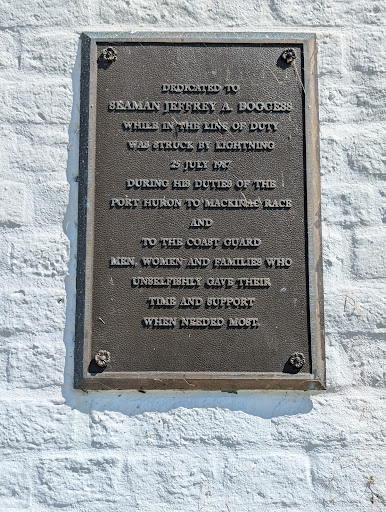 DEDICATED TO
SEAMAN JEFFREY A. BOGGESS
WHILE IN THE LINE OF DUTY
WAS STRUCK BY LIGHTNING
25 JULY 1987
DURING HIS DUTIES OF THE
PORT HURON TO MACKINAC RACE
AND
TO THE COAST GUARD
MEN, WOMEN AND FAMILIES WHO
UNSELFISHLY GAVE THEIR
TIME AND SUPPORT
WHEN NEEDED MOST.